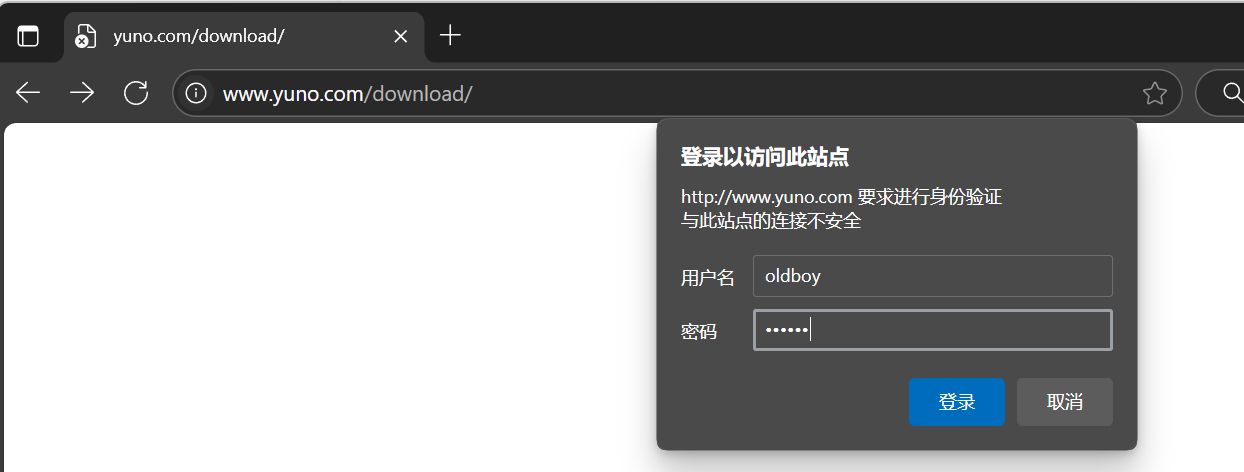 yuno.com/download/
www.yuno.com/download/
登录以访问此站点
http://www.yuno.com 要求进行身份验证
与此站点的连接不安全
用户名
oldboy
密码
••••••
登录
取消